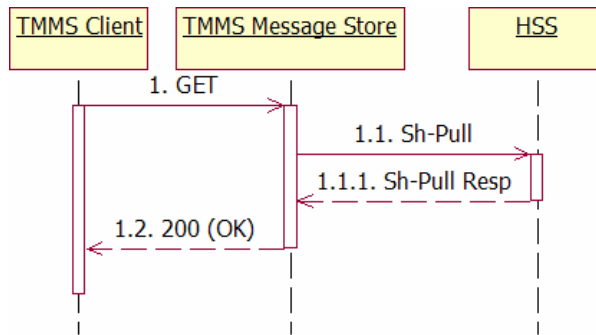 TMMS Client
TMMS Message Store
HSS
1. GET
1.1. Sh-Pull
1.1.1. Sh-Pull Resp
1.2. 200 (OK)